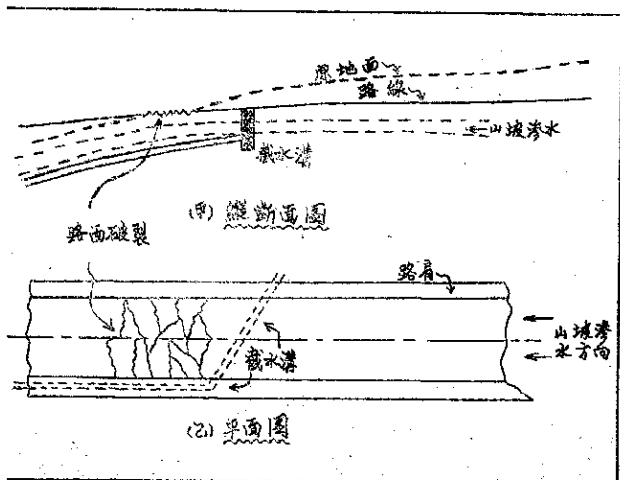 原地面
路線
山坡滲水
截水溝
(甲) 縱斷面圖
路面破裂
路肩
山坡滲
水方向
截水溝
(乙) 平面圖